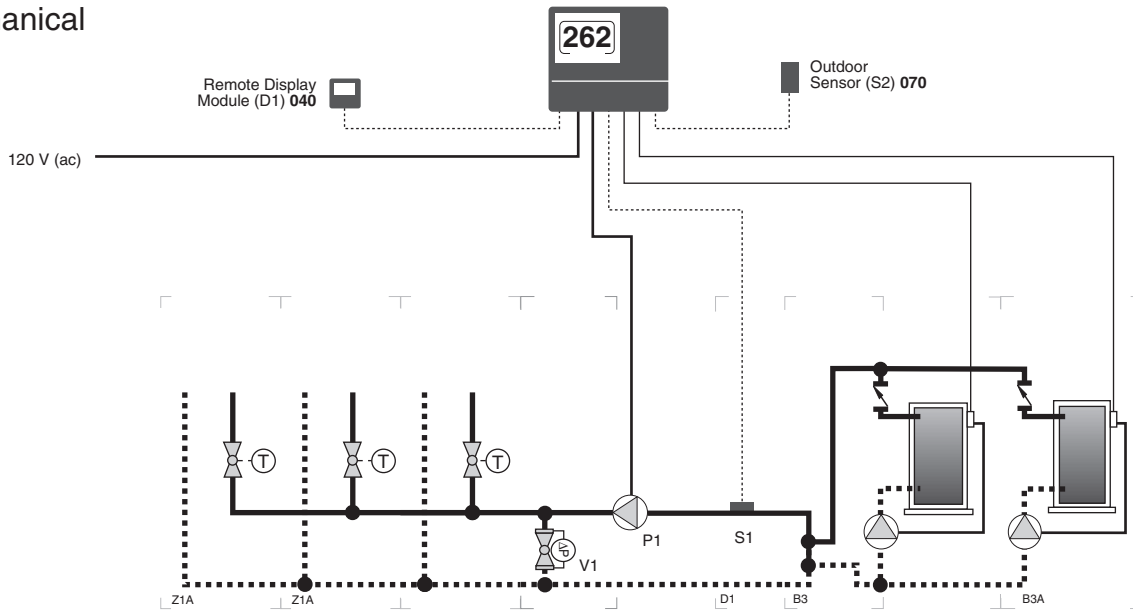 anical
262
Remote Display
Module (D1) 040
Outdoor
Sensor (S2) 070
120 V (ac)
T
T
T
ΔP
V1
P1
S1
Z1A
Z1A
D1
B3
B3A